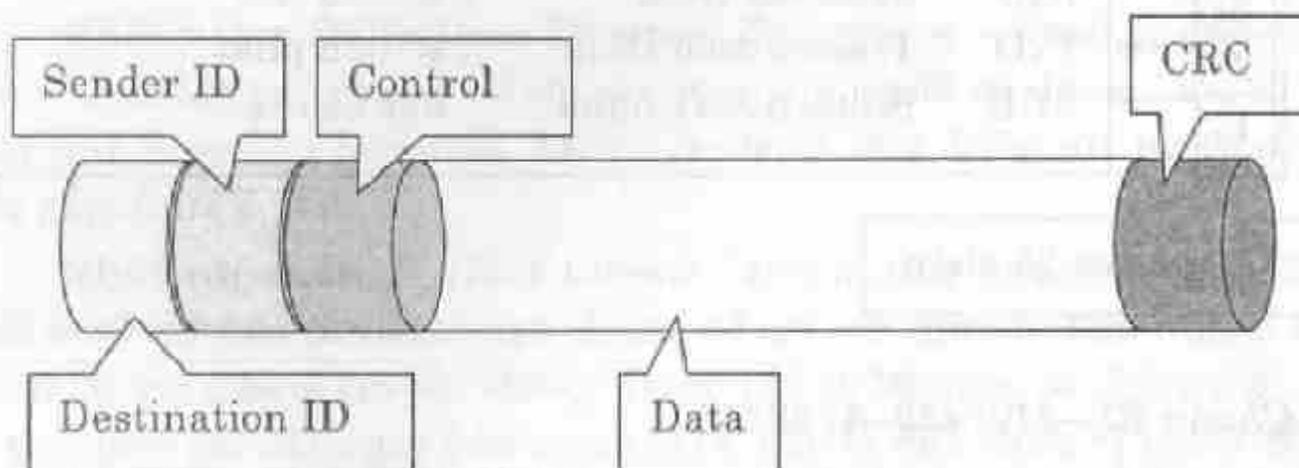 Sender ID
Control
CRC
Destination ID
Data